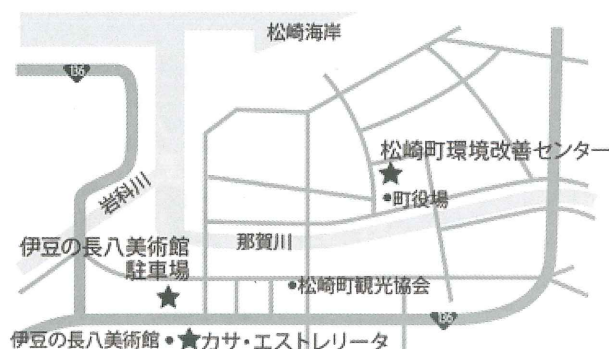 松崎海岸
136
松崎町環境改善センター
岩科川
町役場
那賀川
伊豆の長八美術館
駐車場
松崎町観光協会
136
伊豆の長八美術館
カサ・エストレリータ